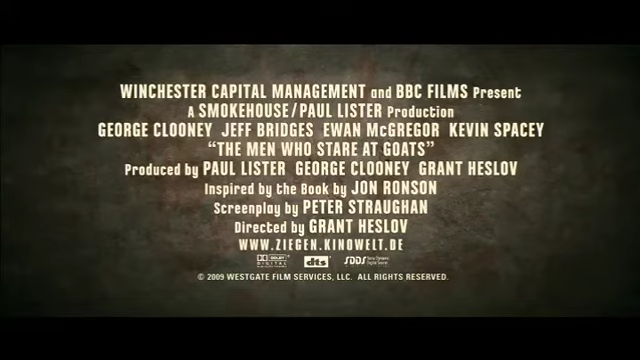 WINCHESTER CAPITAL MANAGEMENT and BBC FILMS Present
A SMOKEHOUSE/PAUL LISTER Production
GEORGE CLOONEY JEFF BRIDGES EWAN McGREGOR KEVIN SPACEY
"THE MEN WHO STARE AT GOATS"
Produced by PAUL LISTER GEORGE CLOONEY GRANT HESLOV
Inspired by the Book by JON RONSON
Screenplay by PETER STRAUGHAN
Directed by GRANT HESLOV
WWW.ZIEGEN.KINOWELT.DE
DOLBY DIGITAL dts SDDS
© 2009 WESTGATE FILM SERVICES, LLC. ALL RIGHTS RESERVED.